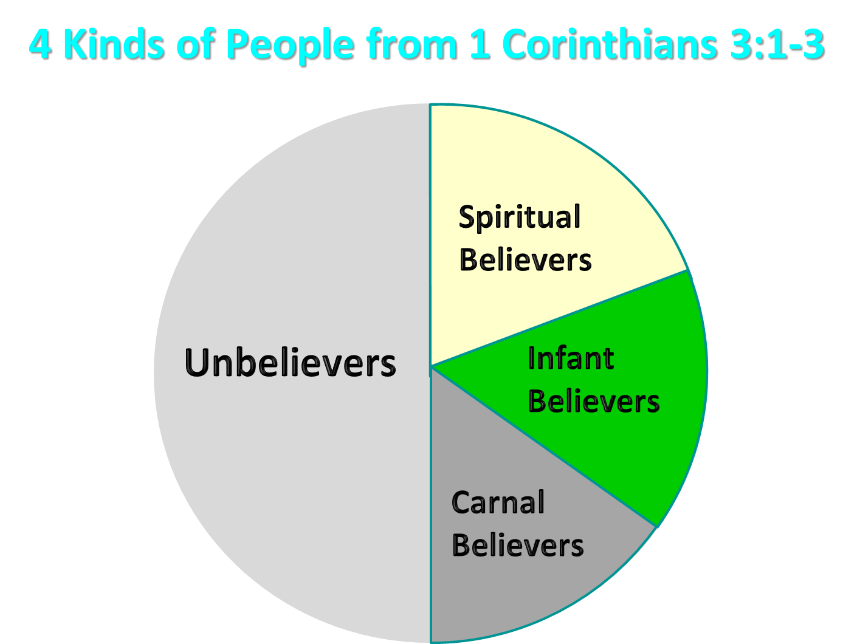 4 Kinds of People from 1 Corinthians 3:1-3
Spiritual
Believers
Unbelievers
Infant
Believers
Carnal
Believers